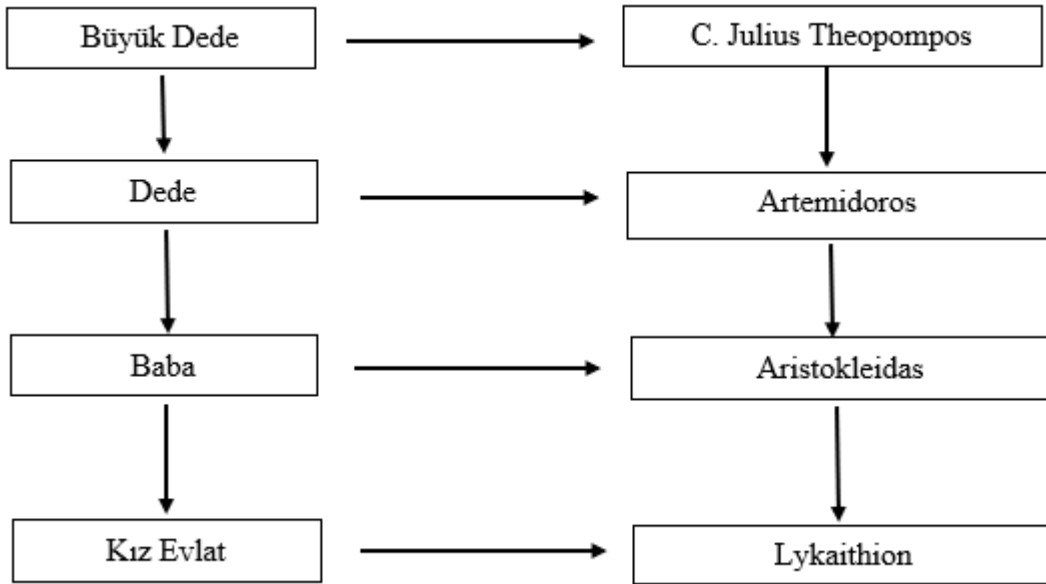 Büyük Dede
C. Julius Theopompos
Dede
Artemidoros
Baba
Aristokleidas
Kız Evlat
Lykaithion